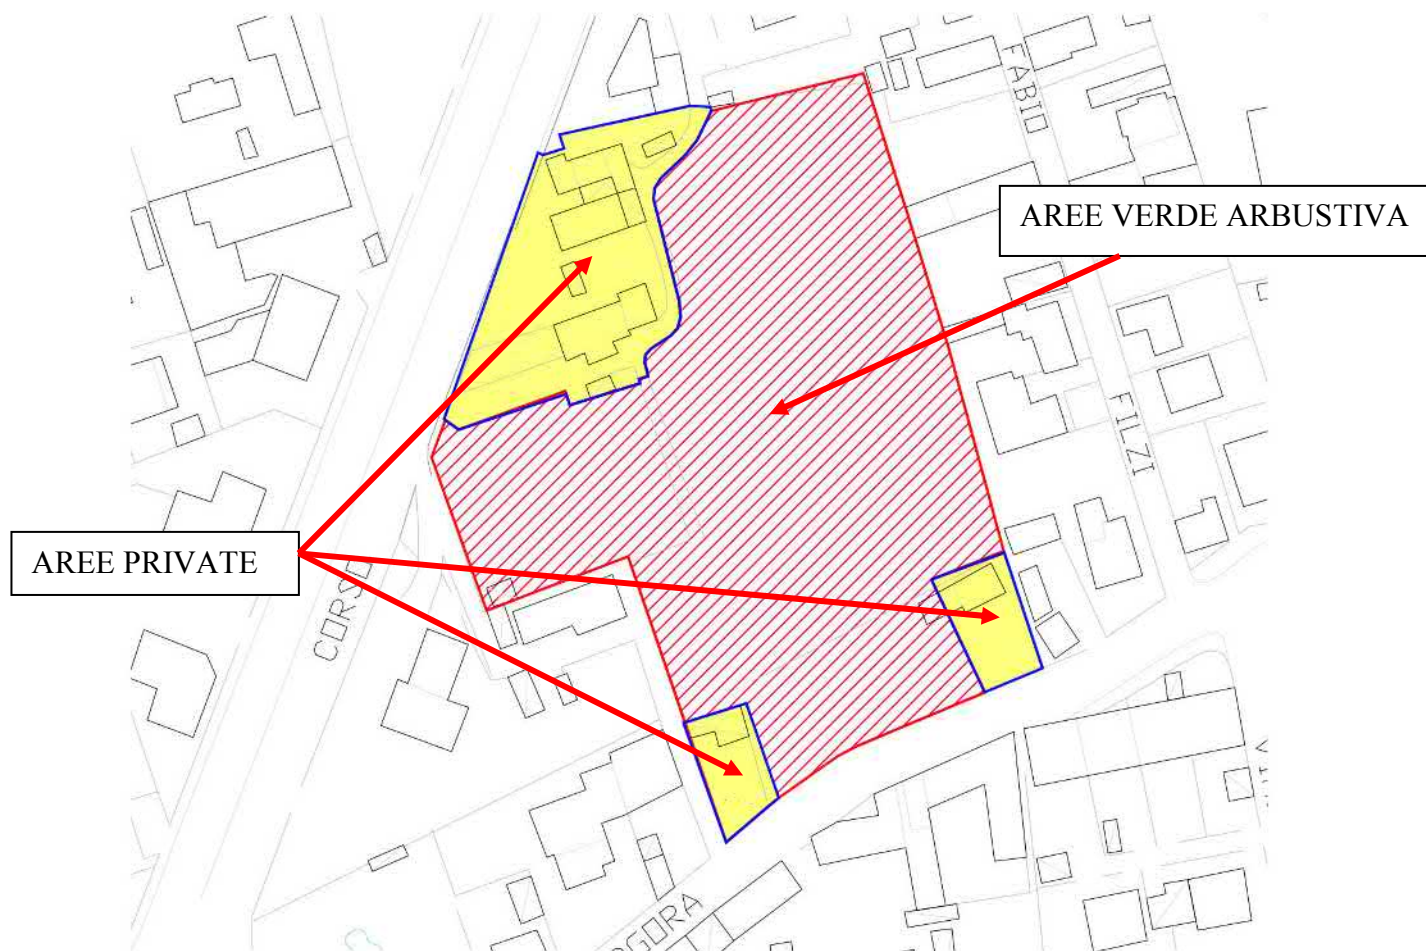 FABIO
AREE VERDE ARBUSTIVA
FILZI
AREE PRIVATE
CORSO
GORA